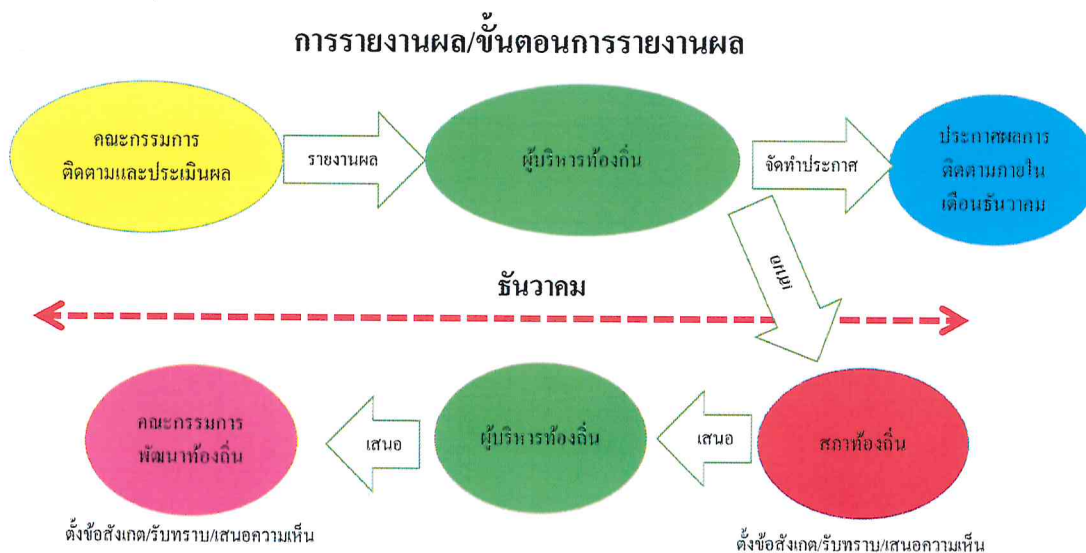 การรายงานผล/ขั้นตอนการรายงานผล
คณะกรรมการ
ติดตามและประเมินผล
รายงานผล
ผู้บริหารท้องถิ่น
จัดทำประกาศ
ประกาศผลการ
ติดตามภายใน
เดือนธันวาคม
เสนอ
ธันวาคม
คณะกรรมการ
พัฒนาท้องถิ่น
เสนอ
ผู้บริหารท้องถิ่น
เสนอ
สภาท้องถิ่น
ตั้งข้อสังเกต/รับทราบ/เสนอความเห็น
ตั้งข้อสังเกต/รับทราบ/เสนอความเห็น